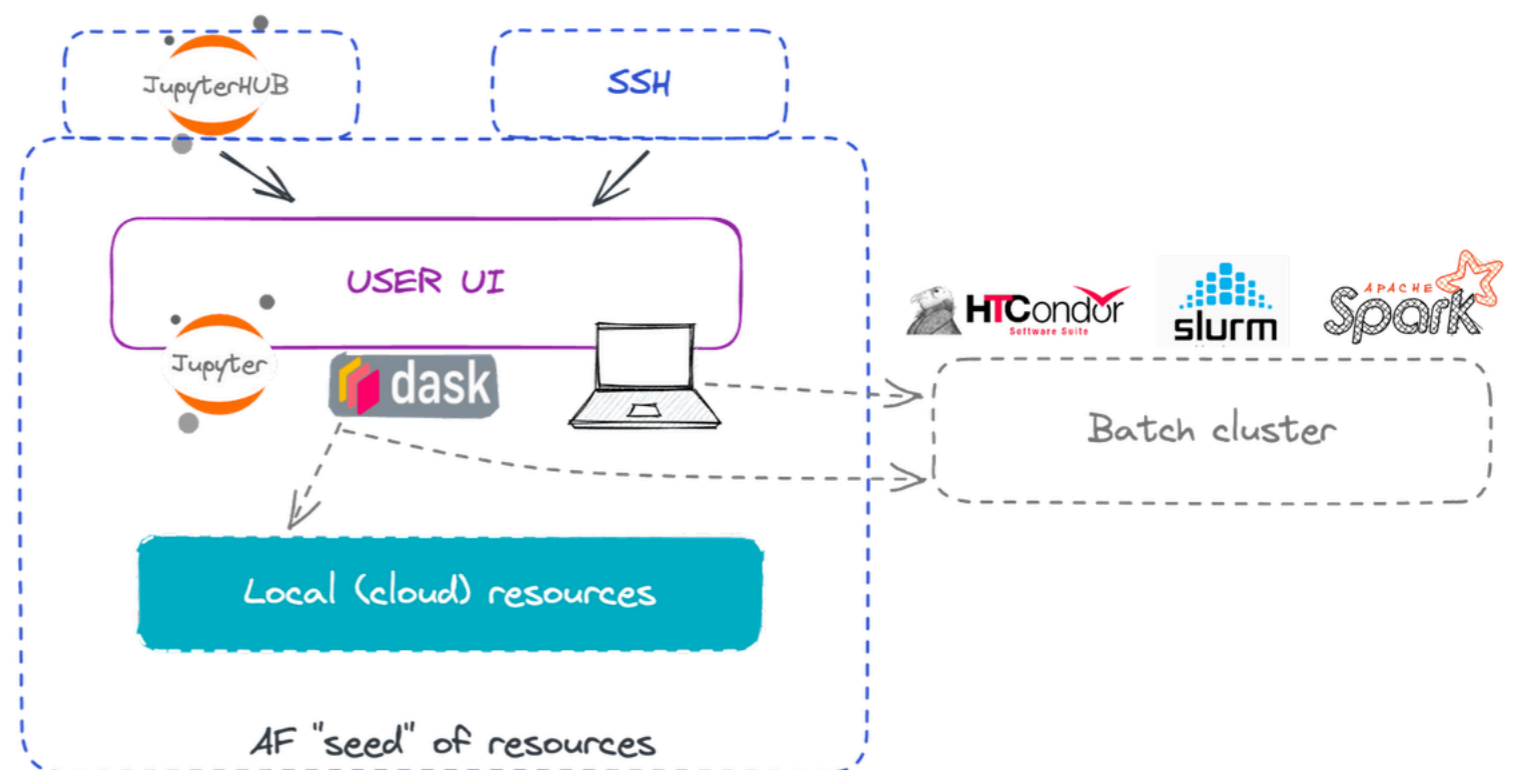 JupyterHUB
SSH
USER UI
Jupyter
dask
HTCondor
Software Suite
slurm
APACHE
Spark
Batch cluster
Local (cloud) resources
AF "seed" of resources